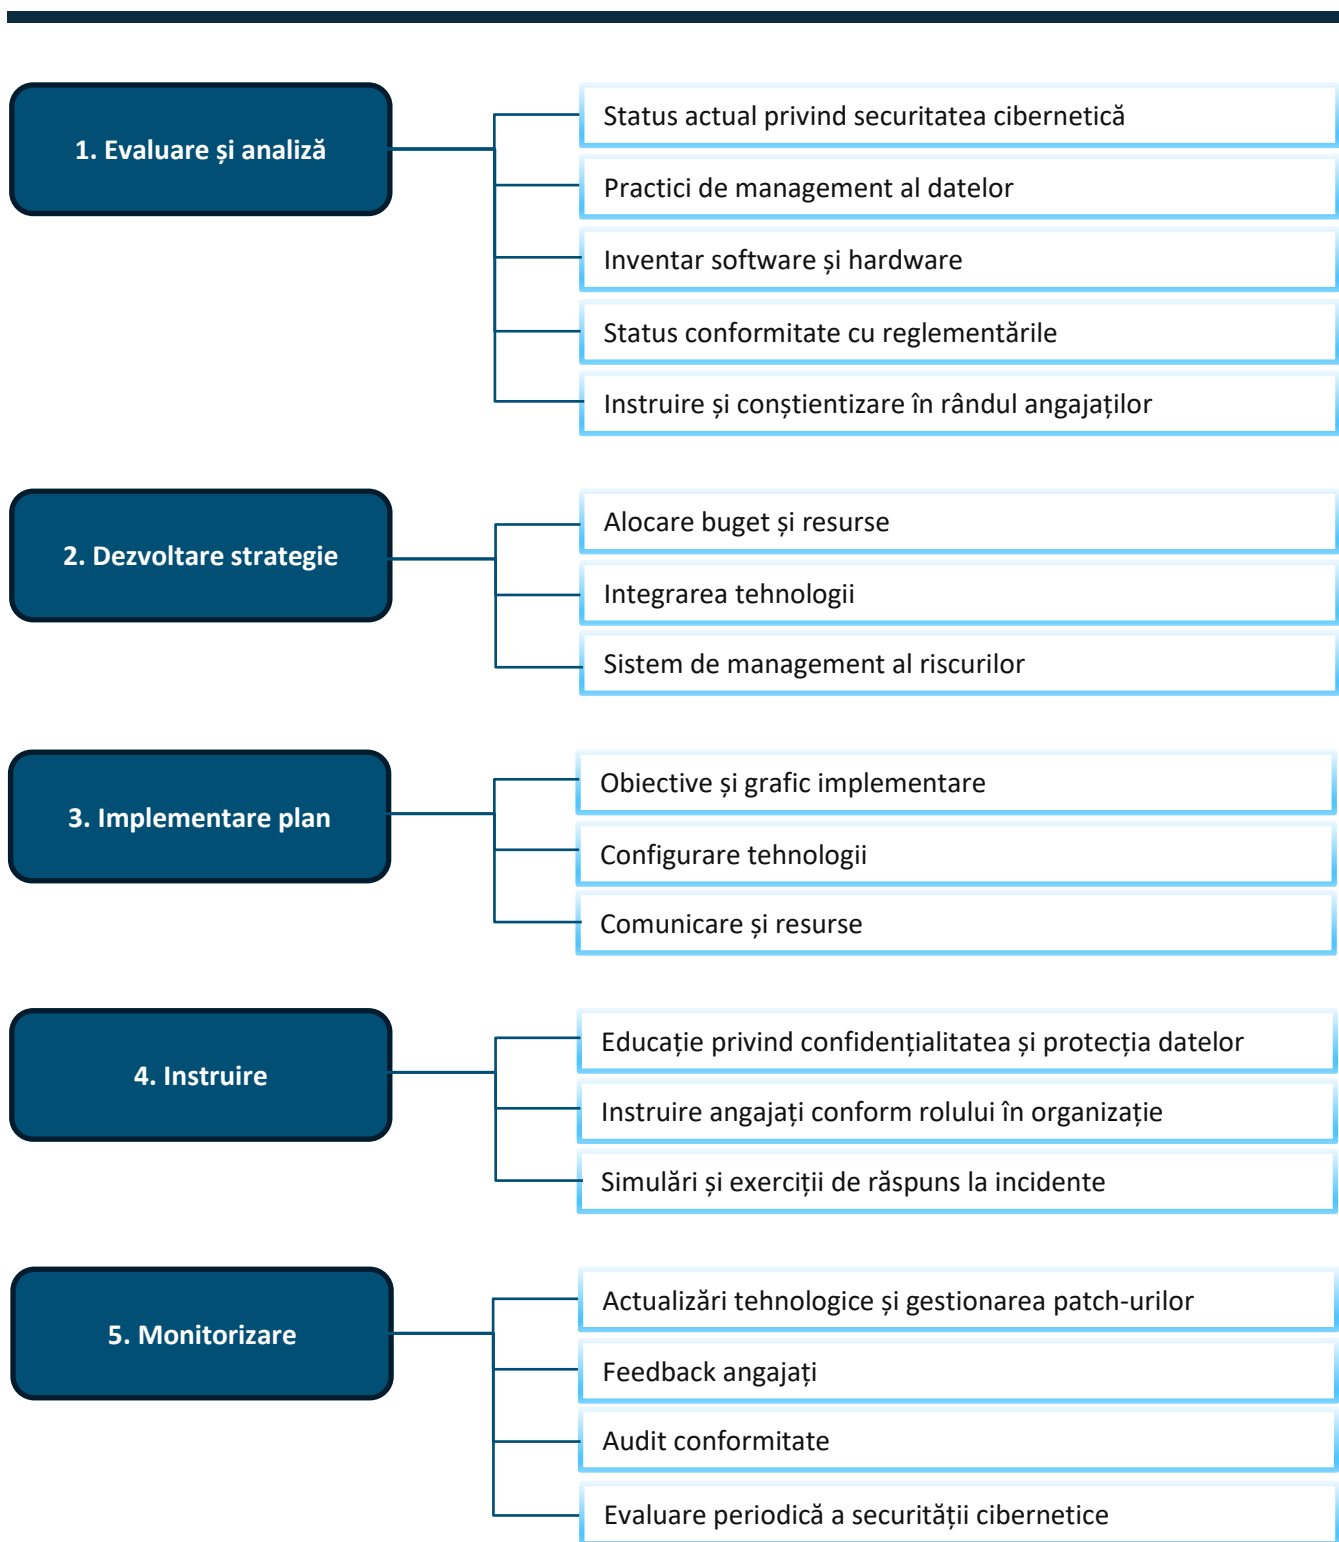 1. Evaluare și analiză
Status actual privind securitatea cibernetică
Practici de management al datelor
Inventar software și hardware
Status conformitate cu reglementările
Instruire și conștientizare în rândul angajaților
2. Dezvoltare strategie
Alocare buget și resurse
Integrarea tehnologii
Sistem de management al riscurilor
3. Implementare plan
Obiective și grafic implementare
Configurare tehnologii
Comunicare și resurse
4. Instruire
Educație privind confidențialitatea și protecția datelor
Instruire angajați conform rolului în organizație
Simulări și exerciții de răspuns la incidente
5. Monitorizare
Actualizări tehnologice și gestionarea patch-urilor
Feedback angajați
Audit conformitate
Evaluare periodică a securității cibernetice